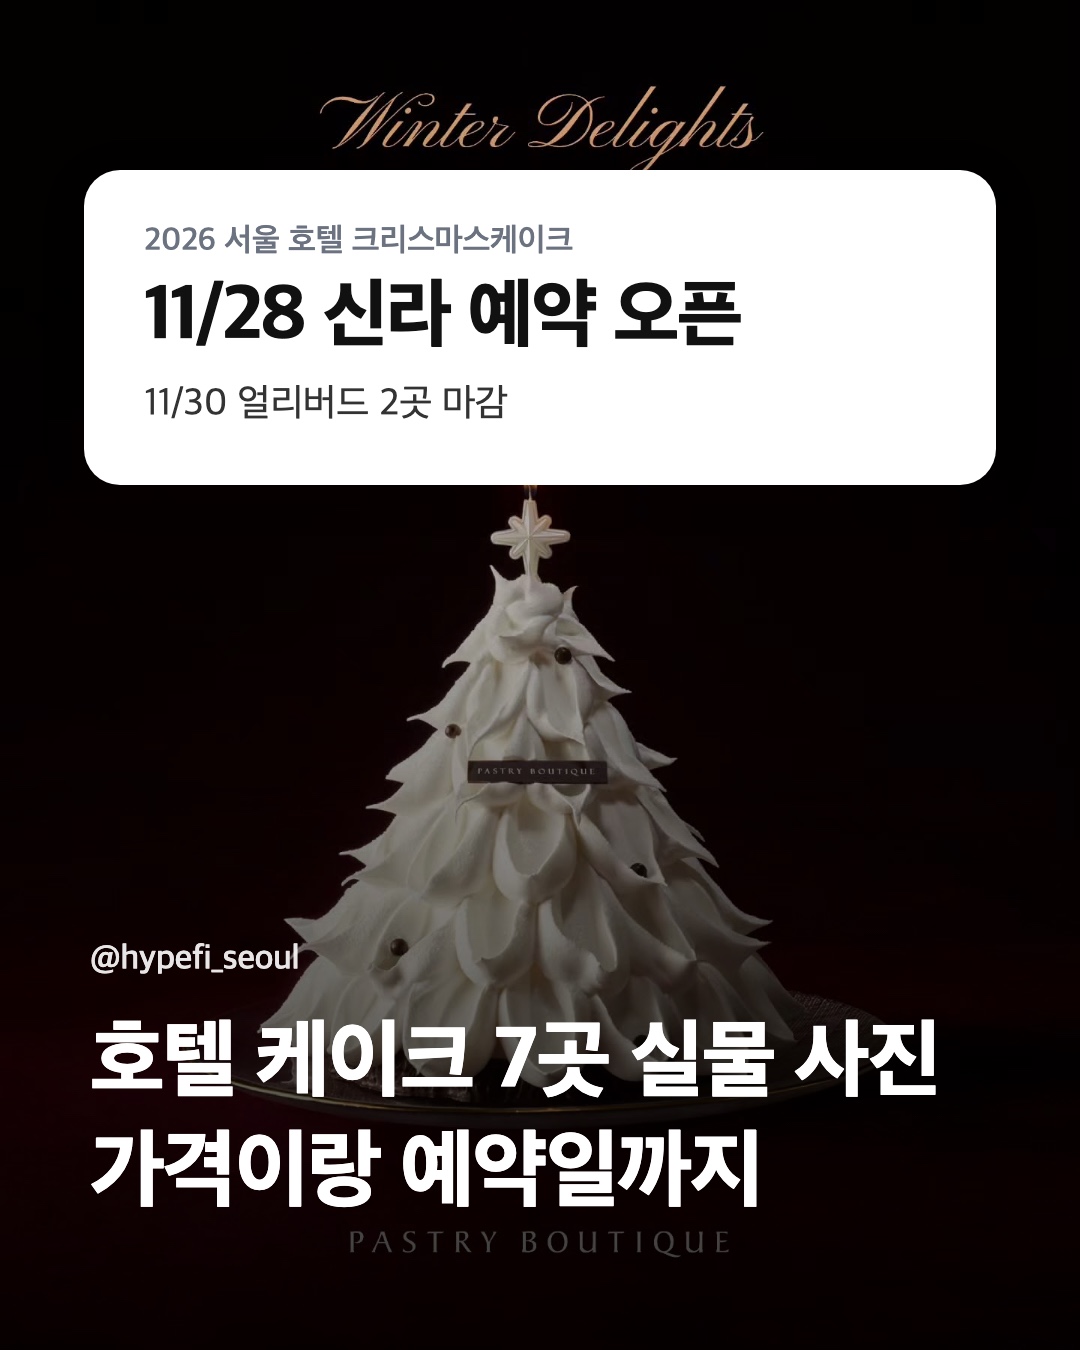 Winter Delights
2026 서울 호텔 크리스마스케이크
11/28 신라 예약 오픈
11/30 얼리버드 2곳 마감
PASTRY BOUTIQUE
@hypefi_seoul
호텔 케이크 7곳 실물 사진
가격이랑 예약일까지
PASTRY BOUTIQUE